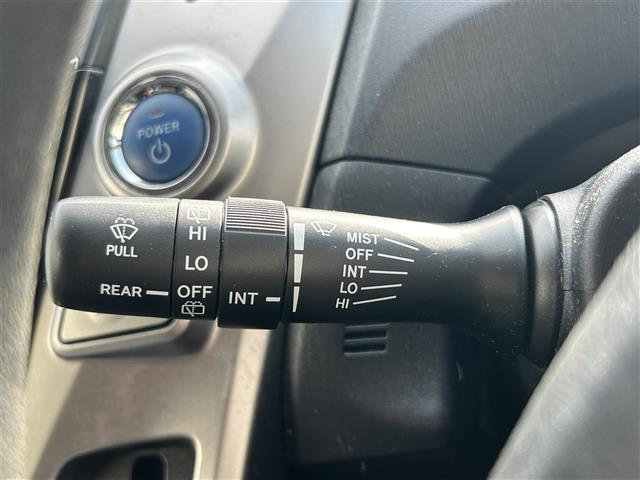 POWER
PULL
REAR
HI
LO
OFF
INT
MIST
OFF
INT
LO
HI